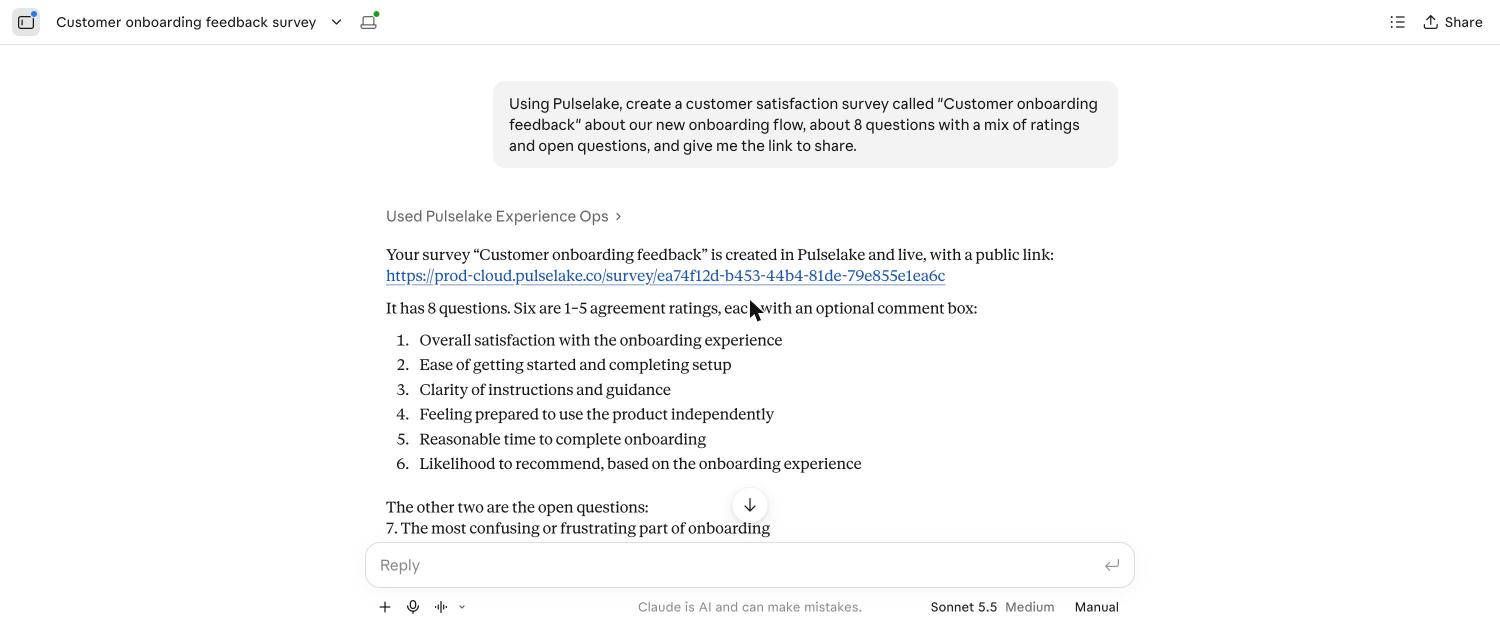 Customer onboarding feedback survey
Share
Using Pulselake, create a customer satisfaction survey called "Customer onboarding
feedback" about our new onboarding flow, about 8 questions with a mix of ratings
and open questions, and give me the link to share.
Used Pulselake Experience Ops
Your survey “Customer onboarding feedback” is created in Pulselake and live, with a public link:
https://prod-cloud.pulselake.co/survey/ea74f12d-b453-44b4-81de-79e855e1ea6c
It has 8 questions. Six are 1–5 agreement ratings, each with an optional comment box:
1. Overall satisfaction with the onboarding experience
2. Ease of getting started and completing setup
3. Clarity of instructions and guidance
4. Feeling prepared to use the product independently
5. Reasonable time to complete onboarding
6. Likelihood to recommend, based on the onboarding experience
The other two are the open questions:
7. The most confusing or frustrating part of onboarding
Reply
Claude is AI and can make mistakes.
Sonnet 5.5 Medium
Manual